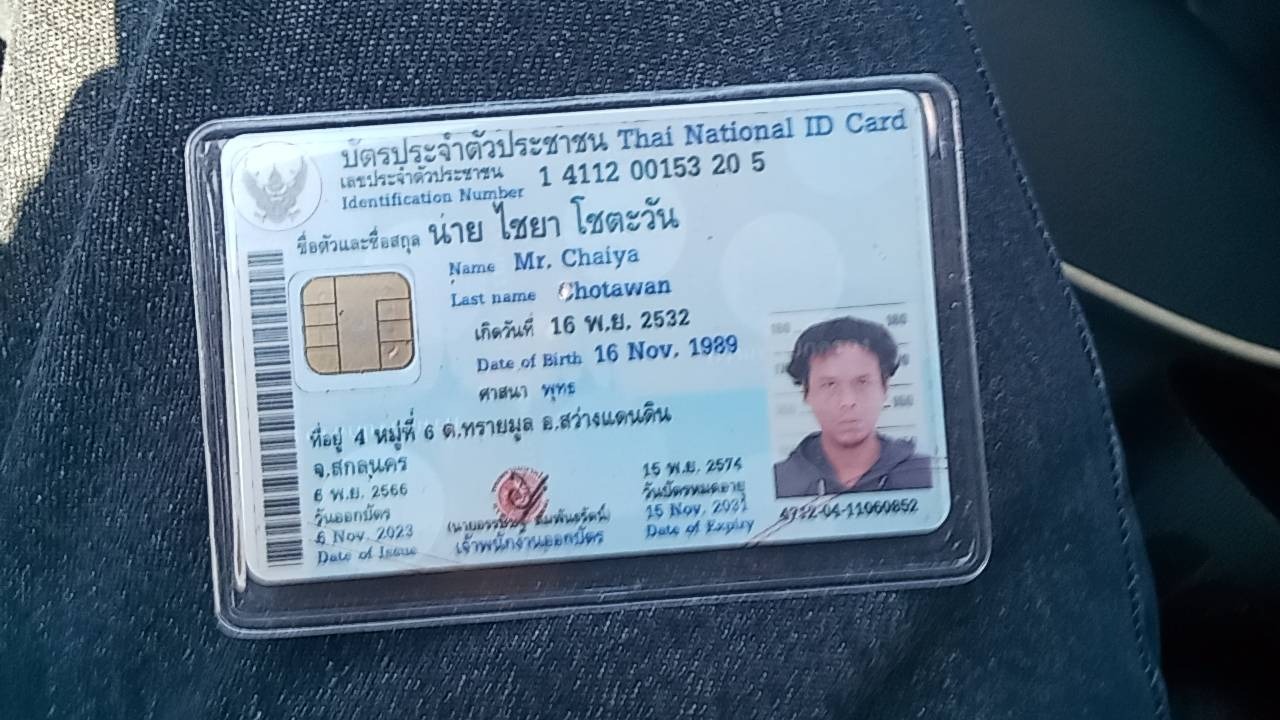 บัตรประจำตัวประชาชน Thai National ID Card
เลขประจำตัวประชาชน 1 4112 00153 20 5
Identification Number
ชื่อตัวและชื่อสกุล นาย ไชยา โชตะวัน
Name Mr. Chaiya
Last name Chotawan
เกิดวันที่ 16 พ.ย. 2532
Date of Birth 16 Nov. 1989
ศาสนา พุทธ
ที่อยู่ 4 หมู่ที่ 6 ต.ทรายมูล อ.สว่างแดนดิน
จ.สกลนคร
6 พ.ย. 2566
วันออกบัตร
6 Nov. 2023
Date of Issue
เจ้าพนักงานออกบัตร
15 พ.ย. 2574
วันบัตรหมดอายุ
15 Nov. 2031
Date of Expiry
180
160
-04-11060852